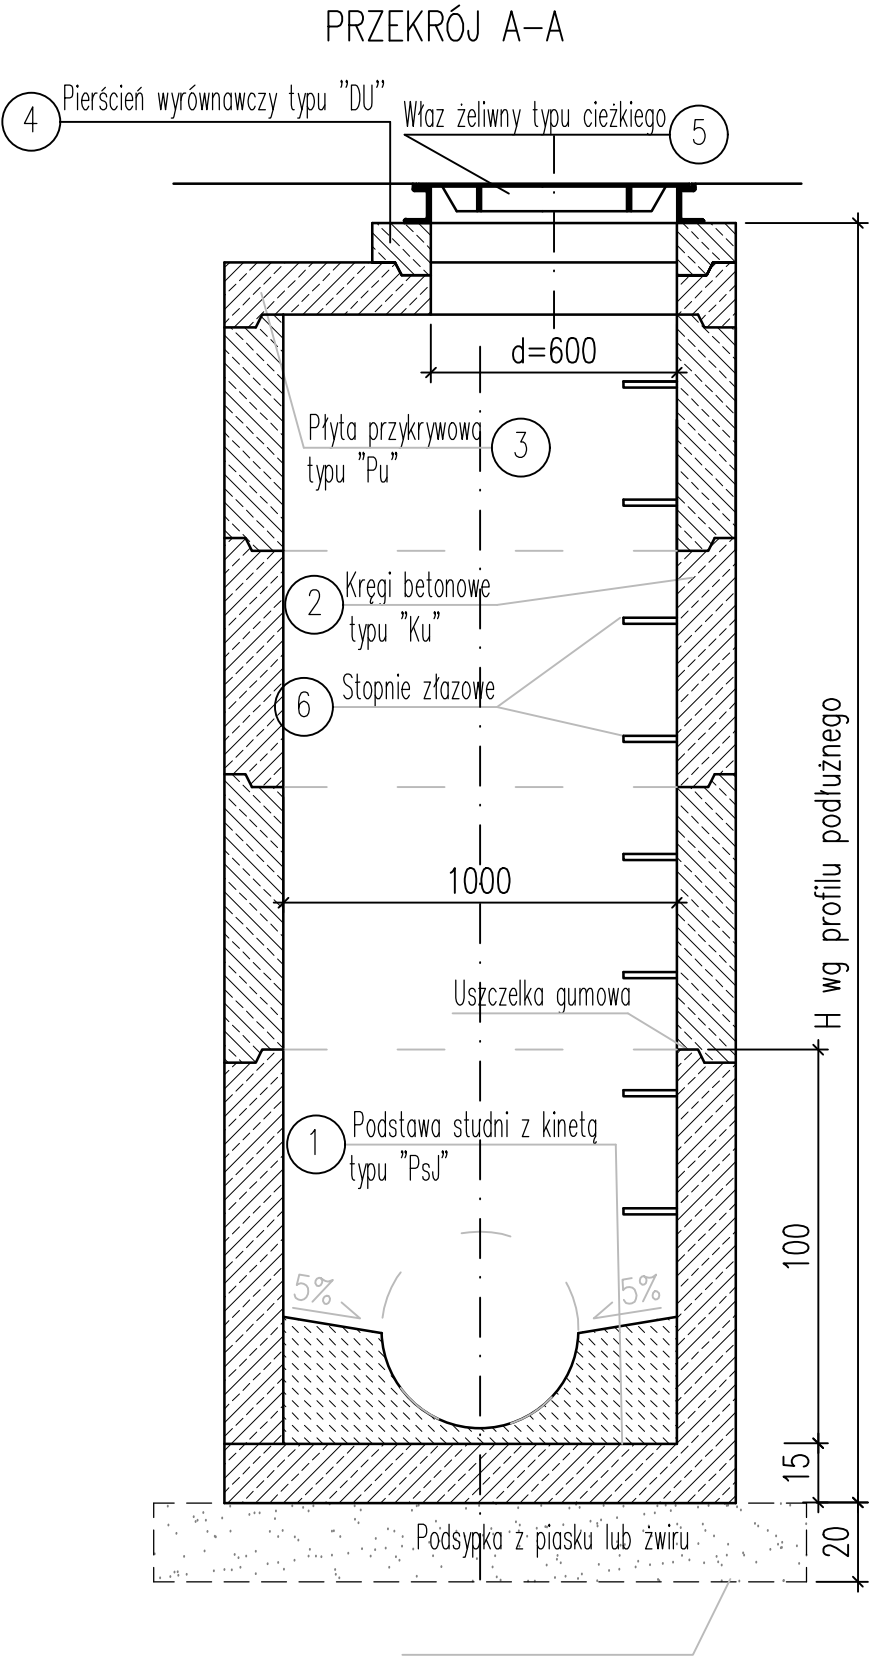 PRZEKRÓJ A-A
Pierścień wyrównawczy typu "DU"
4
Właz żeliwny typu cieżkiego
5
d=600
Płyta przykrywowa
typu "Pu"
3
2
Kręgi betonowe
typu "Ku"
6
Stopnie złazowe
H wg profilu podłużnego
1000
Uszczelka gumowa
1
Podstawa studni z kinetą
typu "PsJ"
100
5%
5%
15
Podsypka z piasku lub żwiru
20